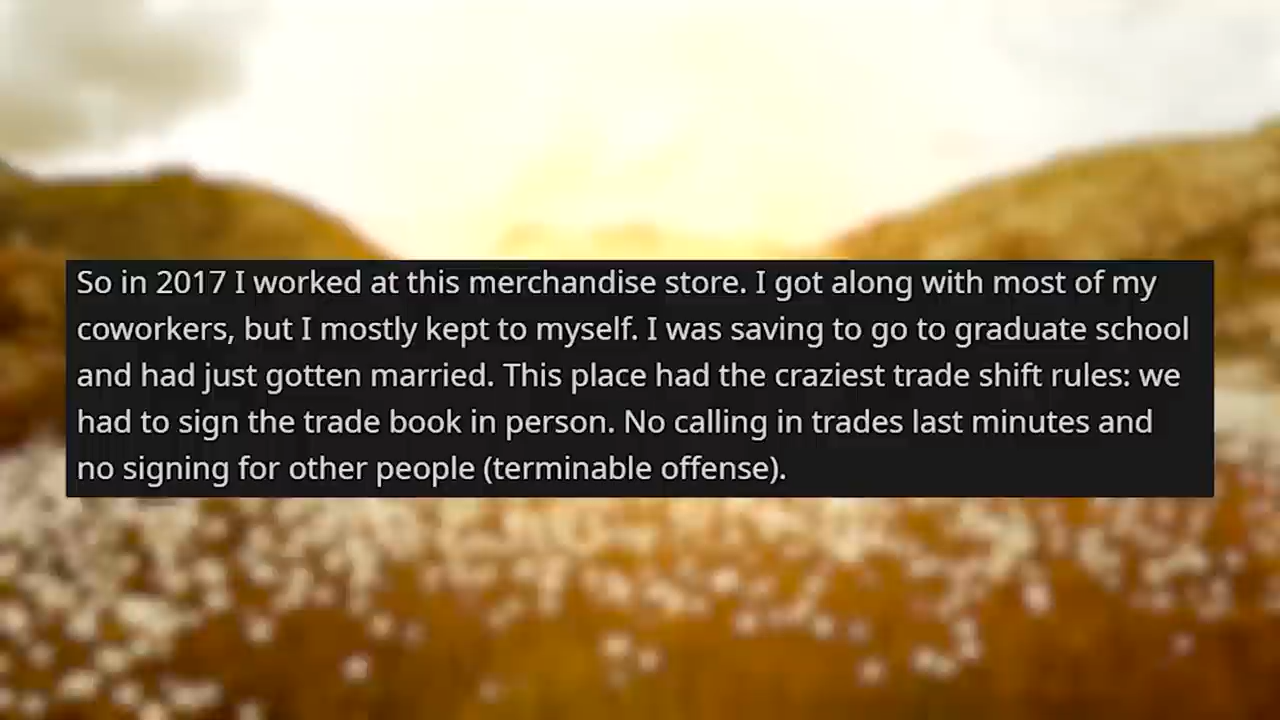 So in 2017 I worked at this merchandise store. I got along with most of my
coworkers, but I mostly kept to myself. I was saving to go to graduate school
and had just gotten married. This place had the craziest trade shift rules: we
had to sign the trade book in person. No calling in trades last minutes and
no signing for other people (terminable offense).